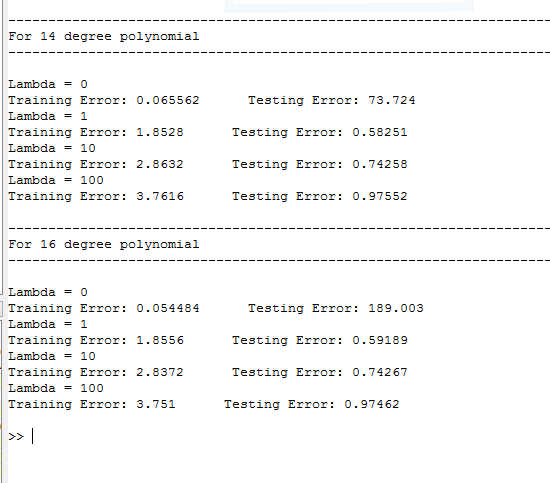 --------------------------------------------------------------------
For 14 degree polynomial
--------------------------------------------------------------------
Lambda = 0
Training Error: 0.065562      Testing Error: 73.724
Lambda = 1
Training Error: 1.8528      Testing Error: 0.58251
Lambda = 10
Training Error: 2.8632      Testing Error: 0.74258
Lambda = 100
Training Error: 3.7616      Testing Error: 0.97552
--------------------------------------------------------------------
For 16 degree polynomial
--------------------------------------------------------------------
Lambda = 0
Training Error: 0.054484      Testing Error: 189.003
Lambda = 1
Training Error: 1.8556      Testing Error: 0.59189
Lambda = 10
Training Error: 2.8372      Testing Error: 0.74267
Lambda = 100
Training Error: 3.751      Testing Error: 0.97462
>>